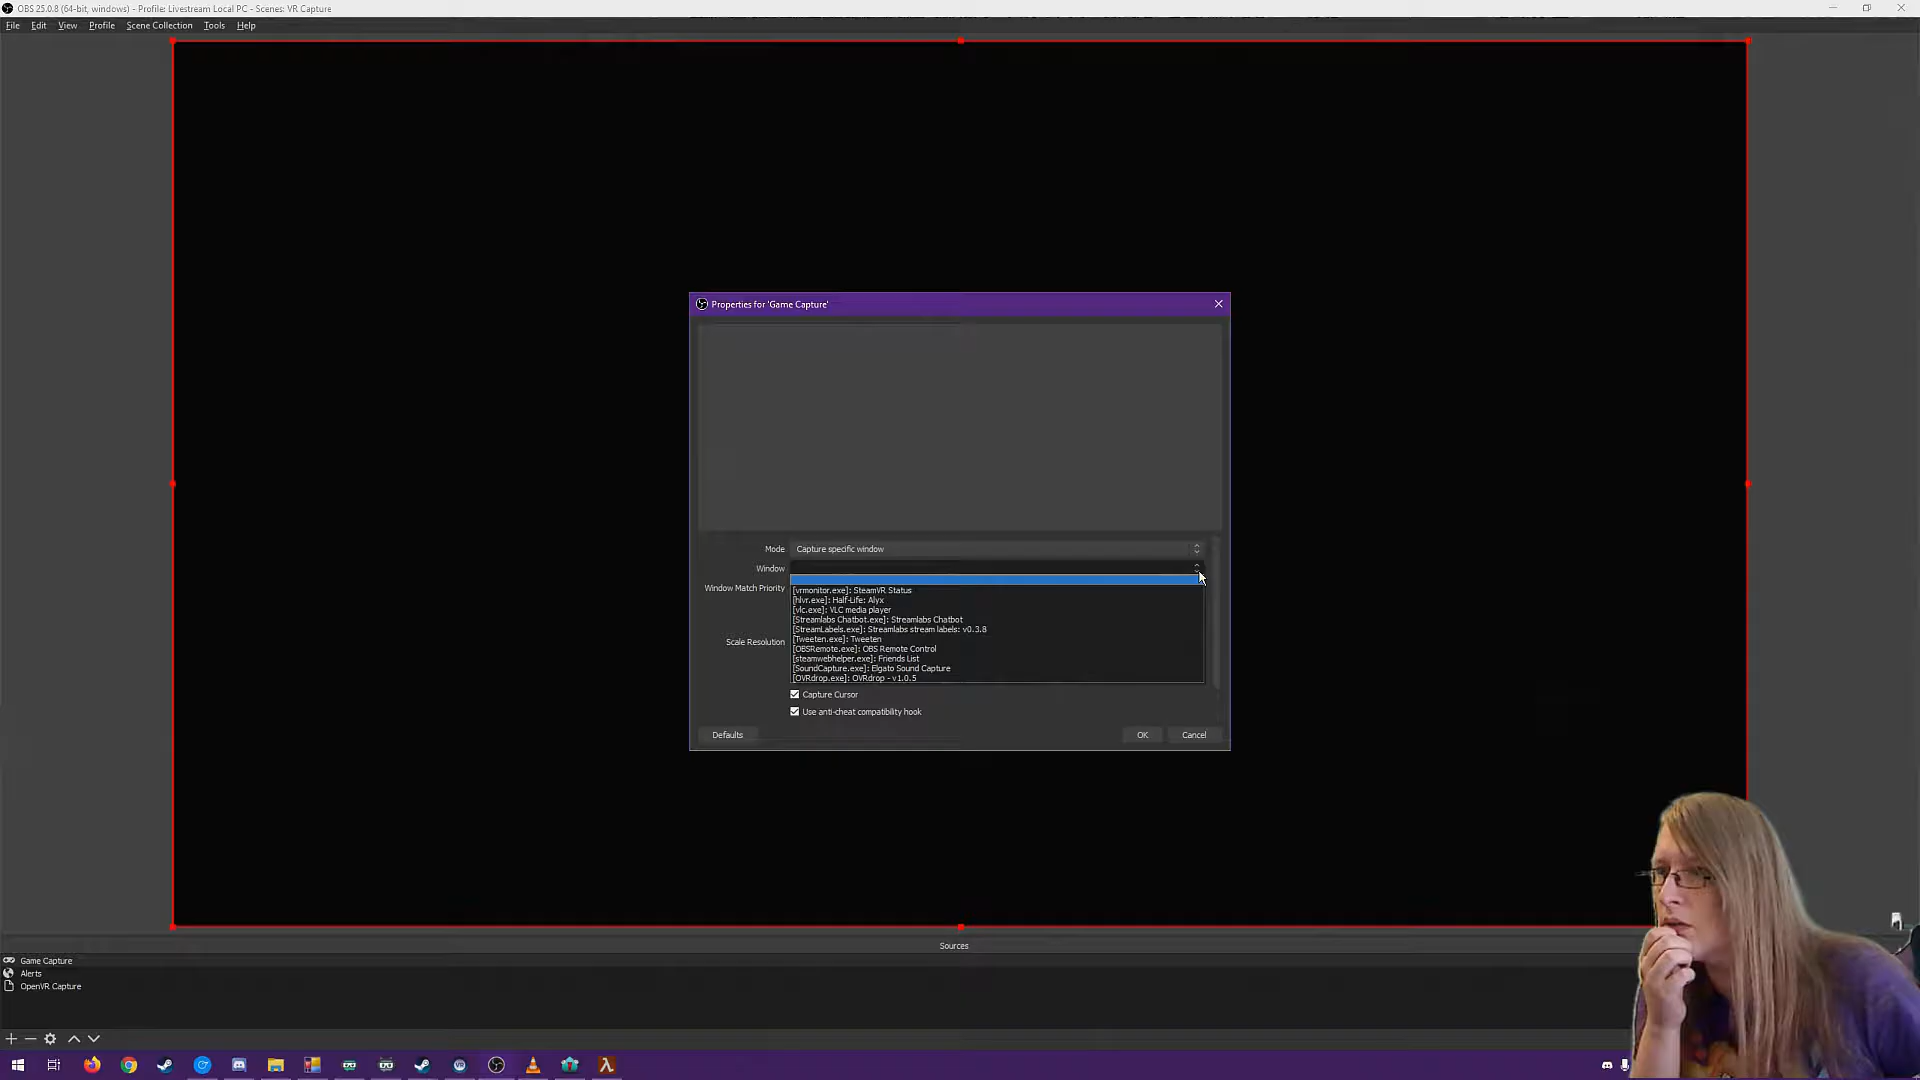 OBS 25.0.8 (64-bit, windows) - Profile: Livestream Local PC - Scenes: VR Capture
File Edit View Profile Scene Collection Tools Help
Properties for 'Game Capture'
Mode Capture specific window
Window
[vrmonitor.exe]: SteamVR Status
Window Match Priority
[hlvr.exe]: Half-Life: Alyx
[vlc.exe]: VLC media player
[Streamlabs Chatbot.exe]: Streamlabs Chatbot
[StreamLabels.exe]: Streamlabs stream labels: v0.3.8
[Tweeten.exe]: Tweeten
Scale Resolution
[OBSRemote.exe]: OBS Remote Control
[steamwebhelper.exe]: Friends List
[SoundCapture.exe]: Elgato Sound Capture
[OVRdrop.exe]: OVRdrop - v1.0.5
Capture Cursor
Use anti-cheat compatibility hook
Defaults OK Cancel
Sources
Game Capture
Alerts
OpenVR Capture